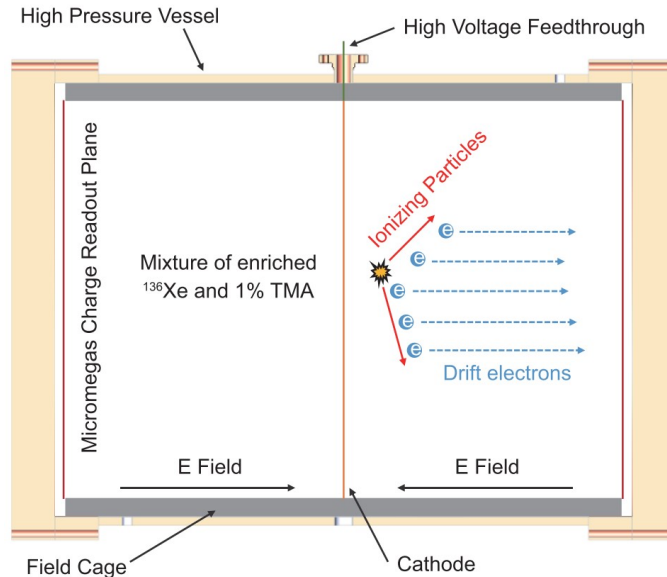 High Pressure Vessel
High Voltage Feedthrough
Micromegas Charge Readout Plane
Ionizing Particles
e
e
Mixture of enriched
¹³⁶Xe and 1% TMA
e
e
e
Drift electrons
E Field
E Field
Field Cage
Cathode